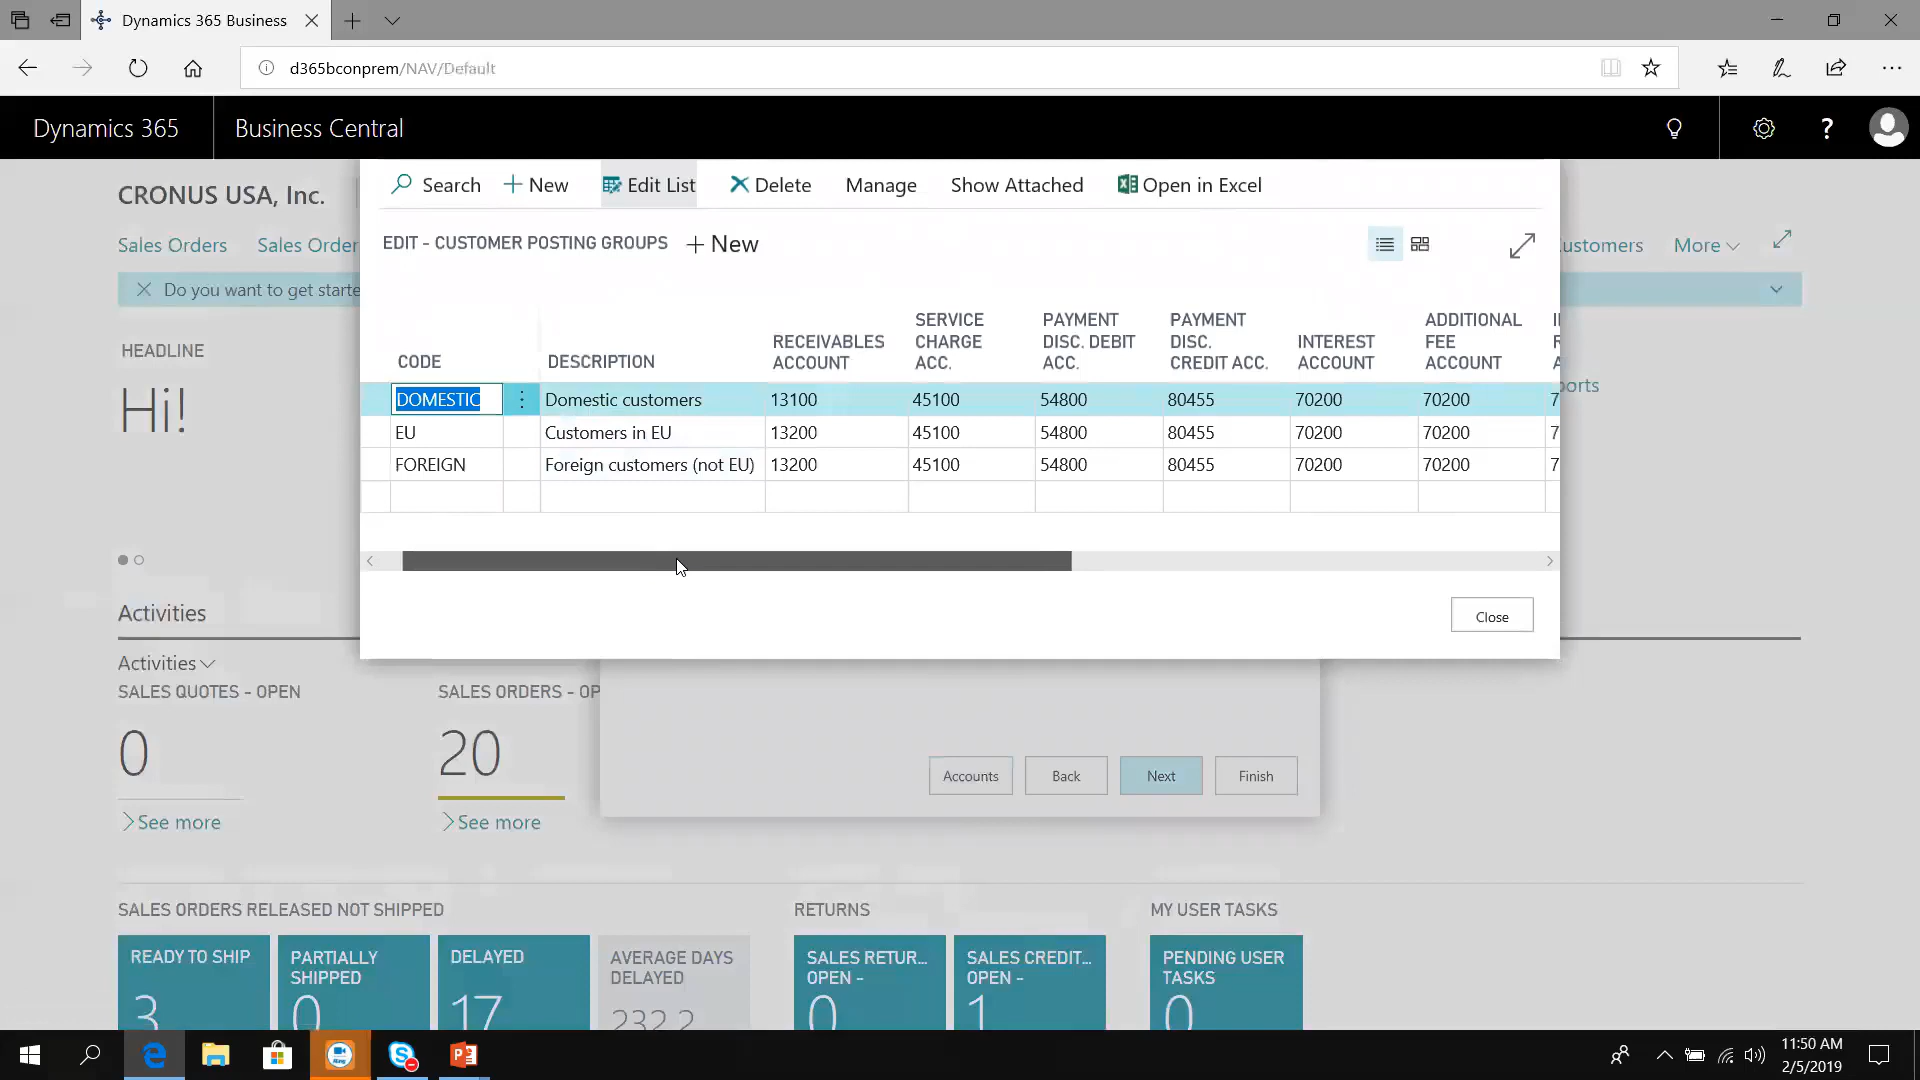 Dynamics 365 Business
d365bconprem/NAV/Default
Dynamics 365
Business Central
?
CRONUS USA, Inc.
Sales Orders
Sales Order
ustomers
More
Do you want to get starte
Search
New
Edit List
Delete
Manage
Show Attached
Open in Excel
EDIT - CUSTOMER POSTING GROUPS
New
CODE
DESCRIPTION
RECEIVABLES
ACCOUNT
SERVICE
CHARGE
ACC.
PAYMENT
DISC. DEBIT
ACC.
PAYMENT
DISC.
CREDIT ACC.
INTEREST
ACCOUNT
ADDITIONAL
FEE
ACCOUNT
DOMESTIC Domestic customers 13100 45100 54800 80455 70200 70200 7
EU Customers in EU 13200 45100 54800 80455 70200 70200 7
FOREIGN Foreign customers (not EU) 13200 45100 54800 80455 70200 70200 7
Close
HEADLINE
Hi!
orts
Activities
Activities
SALES QUOTES - OPEN
0
See more
SALES ORDERS - OP
20
See more
Accounts
Back
Next
Finish
SALES ORDERS RELEASED NOT SHIPPED
READY TO SHIP
3
PARTIALLY
SHIPPED
0
DELAYED
17
AVERAGE DAYS
DELAYED
232.2
RETURNS
SALES RETUR...
OPEN -
0
SALES CREDIT...
OPEN -
1
MY USER TASKS
PENDING USER
TASKS
0
11:50 AM
2/5/2019